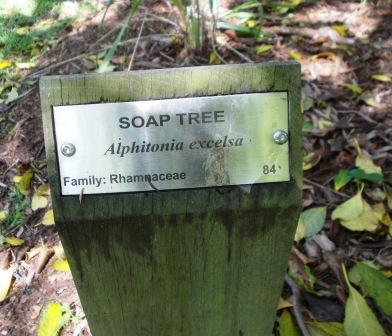 SOAP TREE
Alphitonia excelsa
Family: Rhamnaceae 84